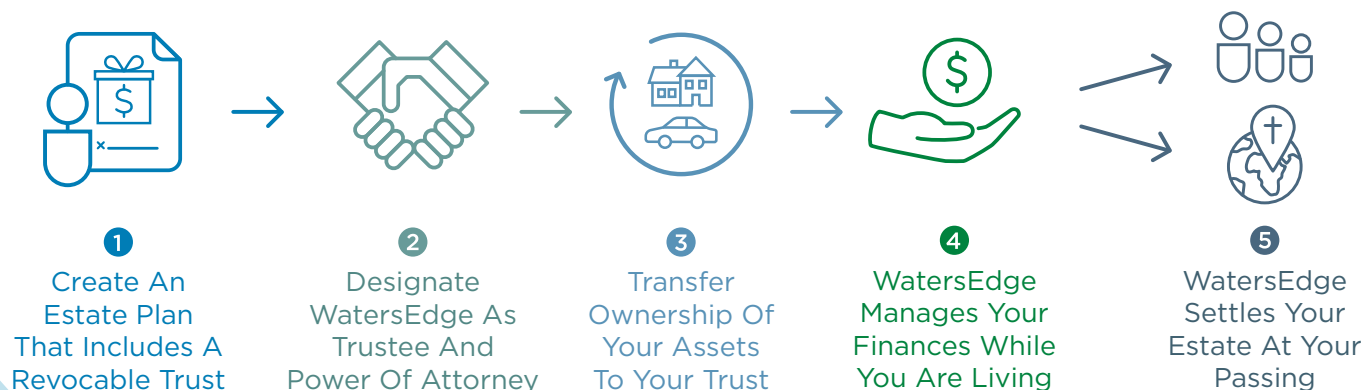 $
x
$
1
Create An
Estate Plan
That Includes A
Revocable Trust
2
Designate
WatersEdge As
Trustee And
Power Of Attorney
3
Transfer
Ownership Of
Your Assets
To Your Trust
4
WatersEdge
Manages Your
Finances While
You Are Living
5
WatersEdge
Settles Your
Estate At Your
Passing